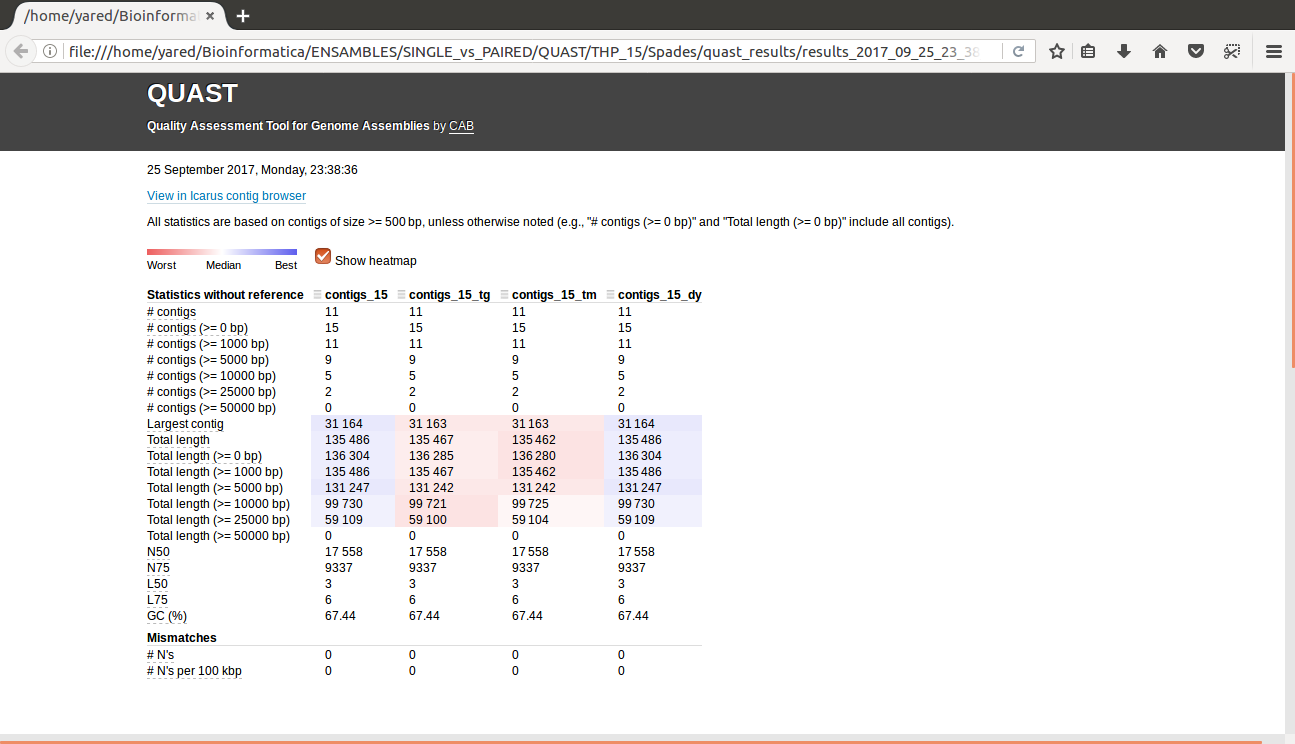 /home/yared/Bioinforma
file:///home/yared/Bioinformatica/ENSAMBLES/SINGLE_vs_PAIRED/QUAST/THP_15/Spades/quast_results/results_2017_09_25_23_38
QUAST
Quality Assessment Tool for Genome Assemblies by CAB
25 September 2017, Monday, 23:38:36
View in Icarus contig browser
All statistics are based on contigs of size >= 500 bp, unless otherwise noted (e.g., "# contigs (>= 0 bp)" and "Total length (>= 0 bp)" include all contigs).
Worst Median Best Show heatmap
Statistics without reference contigs_15 contigs_15_tg contigs_15_tm contigs_15_dy
# contigs 11 11 11 11
# contigs (>= 0 bp) 15 15 15 15
# contigs (>= 1000 bp) 11 11 11 11
# contigs (>= 5000 bp) 9 9 9 9
# contigs (>= 10000 bp) 5 5 5 5
# contigs (>= 25000 bp) 2 2 2 2
# contigs (>= 50000 bp) 0 0 0 0
Largest contig 31 164 31 163 31 163 31 164
Total length 135 486 135 467 135 462 135 486
Total length (>= 0 bp) 136 304 136 285 136 280 136 304
Total length (>= 1000 bp) 135 486 135 467 135 462 135 486
Total length (>= 5000 bp) 131 247 131 242 131 242 131 247
Total length (>= 10000 bp) 99 730 99 721 99 725 99 730
Total length (>= 25000 bp) 59 109 59 100 59 104 59 109
Total length (>= 50000 bp) 0 0 0 0
N50 17 558 17 558 17 558 17 558
N75 9337 9337 9337 9337
L50 3 3 3 3
L75 6 6 6 6
GC (%) 67.44 67.44 67.44 67.44
Mismatches
# N's 0 0 0 0
# N's per 100 kbp 0 0 0 0